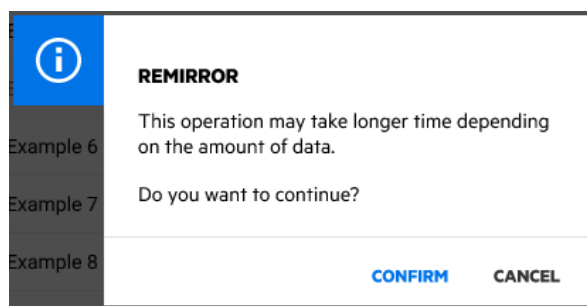 REMIRROR
This operation may take longer time depending
on the amount of data.
Example 6
Do you want to continue?
Example 7
Example 8
CONFIRM CANCEL